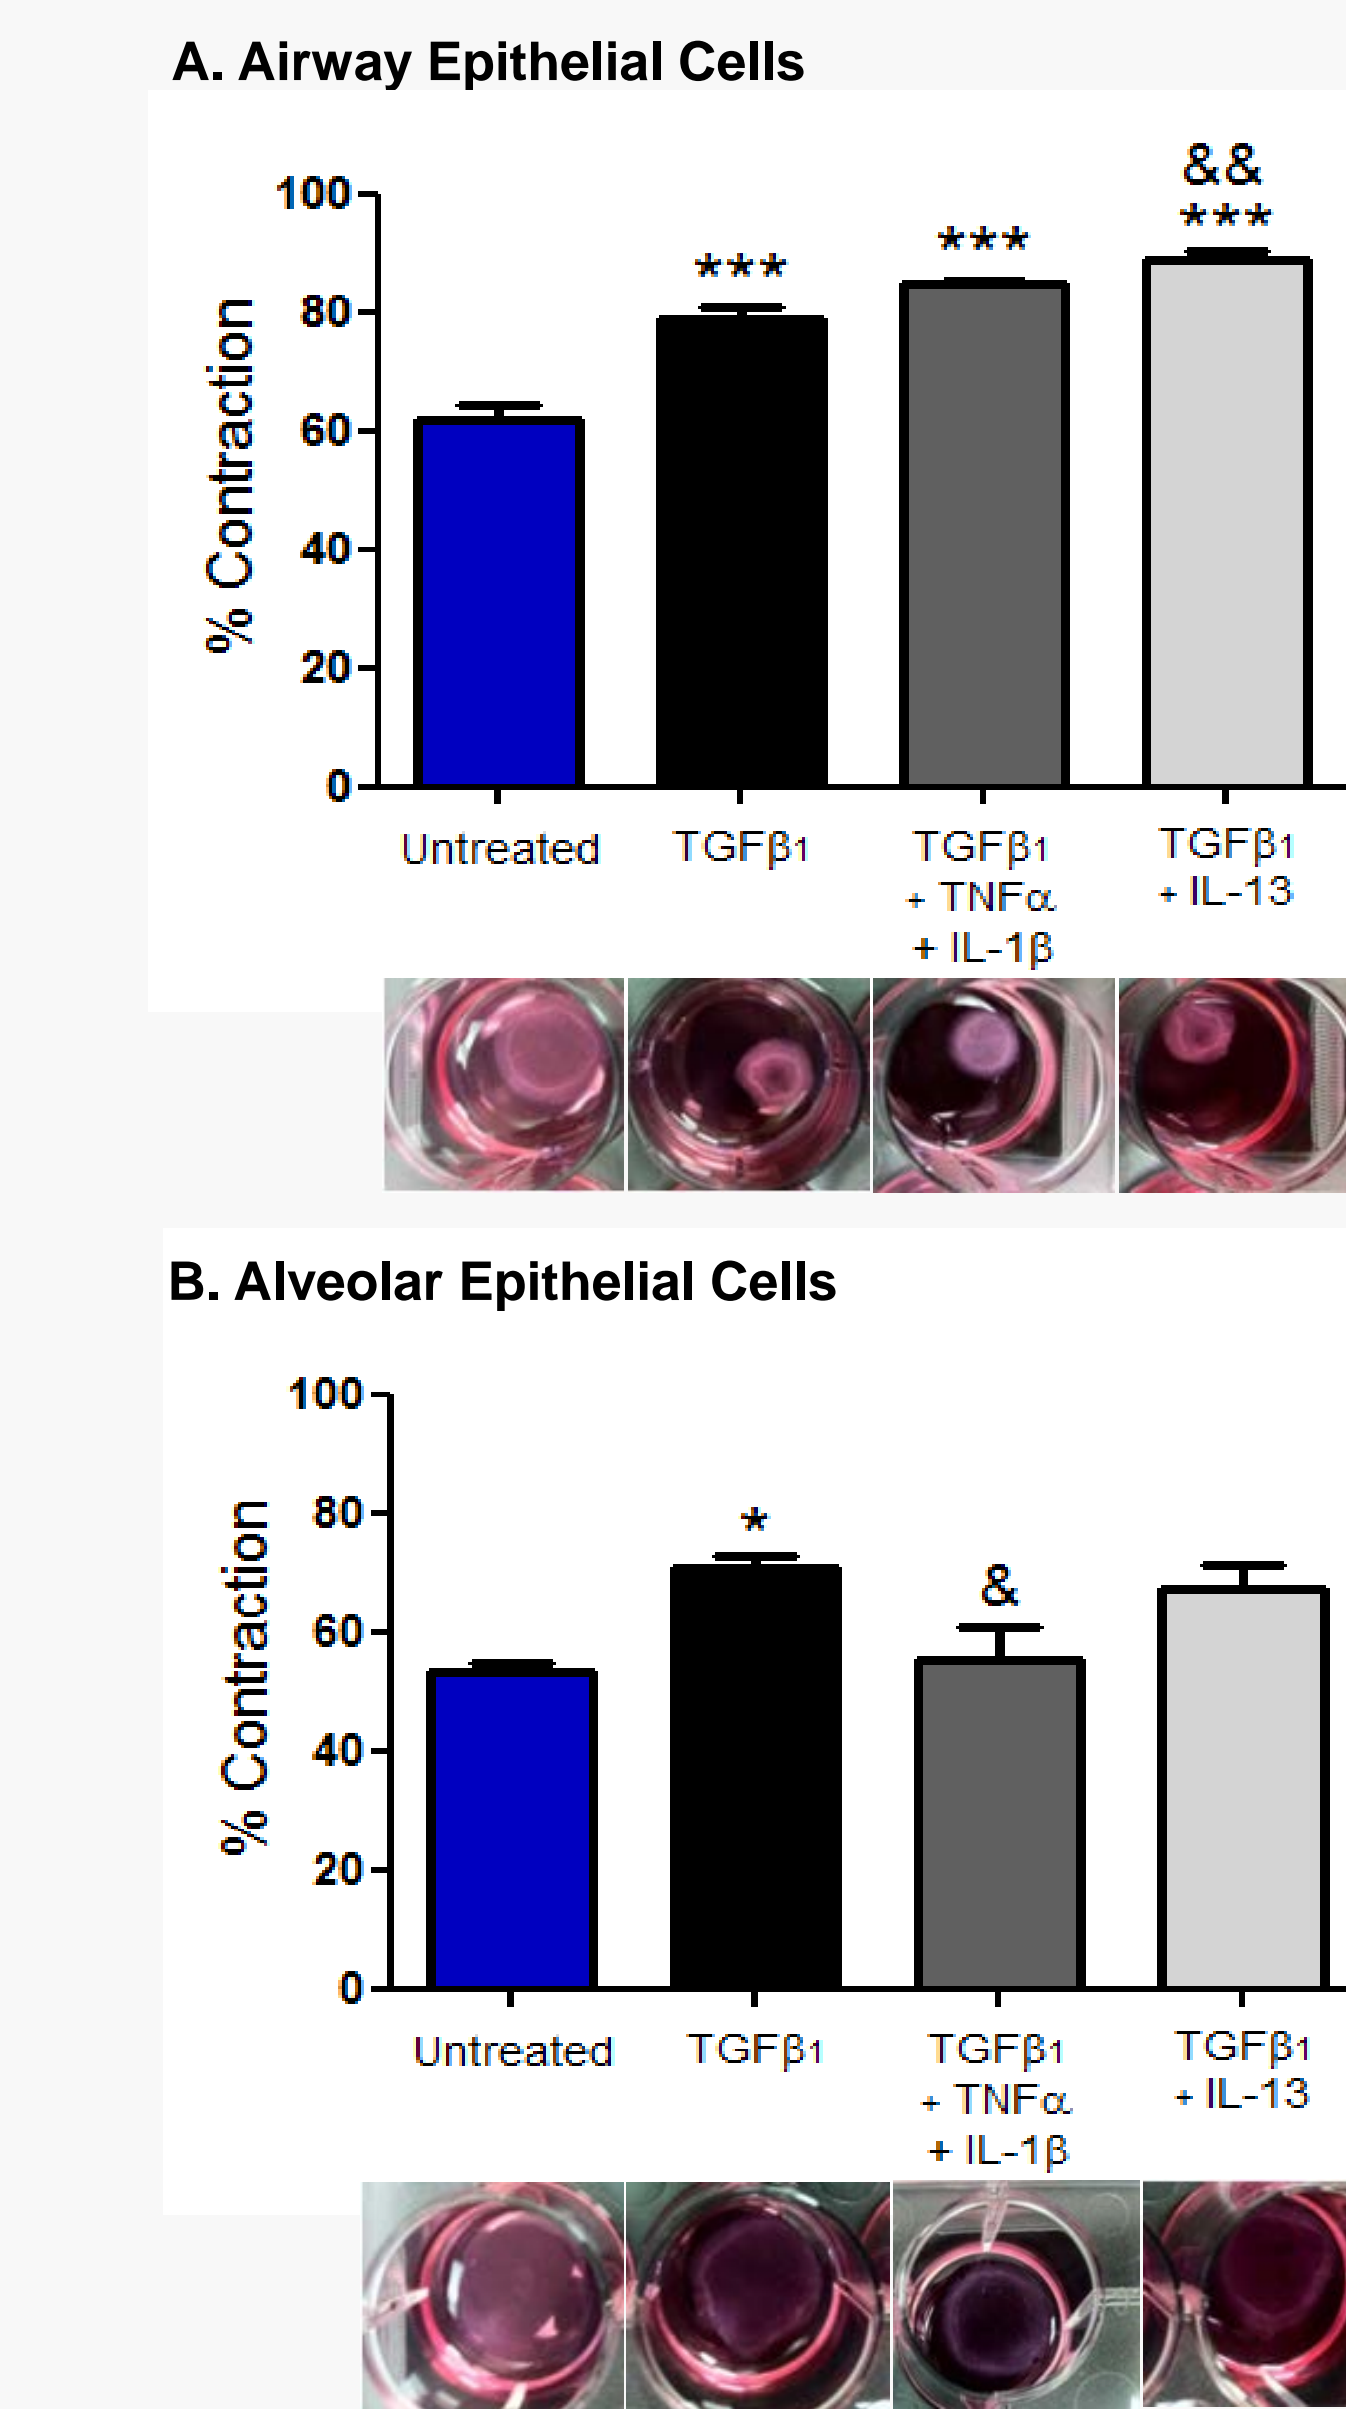 A. Airway Epithelial Cells
&&
***
***
***
100
80
60
40
20
0
% Contraction
Untreated
TGFβ1
TGFβ1
+ TNFα
+ IL-1β
TGFβ1
+ IL-13
B. Alveolar Epithelial Cells
*
&
100
80
60
40
20
0
% Contraction
Untreated
TGFβ1
TGFβ1
+ TNFα
+ IL-1β
TGFβ1
+ IL-13